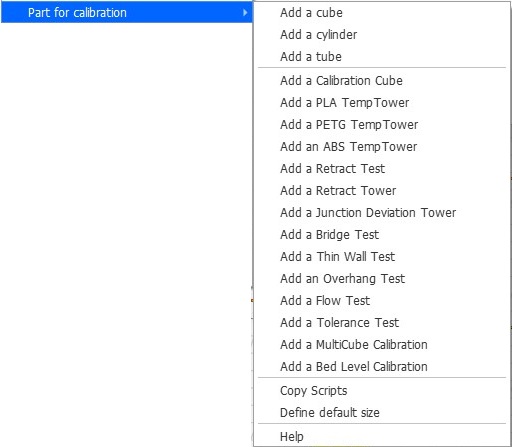 Part for calibration
Add a cube
Add a cylinder
Add a tube
Add a Calibration Cube
Add a PLA TempTower
Add a PETG TempTower
Add an ABS TempTower
Add a Retract Test
Add a Retract Tower
Add a Junction Deviation Tower
Add a Bridge Test
Add a Thin Wall Test
Add an Overhang Test
Add a Flow Test
Add a Tolerance Test
Add a MultiCube Calibration
Add a Bed Level Calibration
Copy Scripts
Define default size
Help